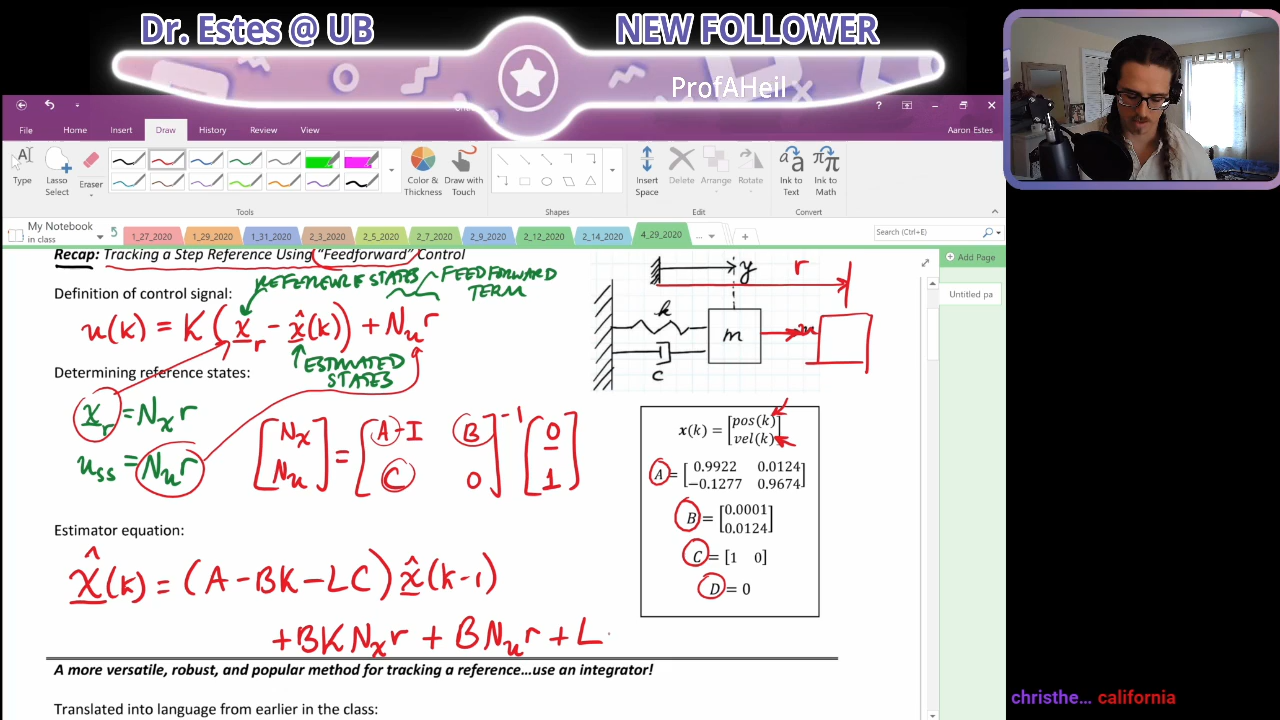 Dr. Estes @ UB
NEW FOLLOWER
ProfAHeil
?
File Home Insert Draw History Review View
Aaron Estes
Type
Lasso Select
Eraser
Color & Thickness
Draw with Touch
Insert Space
Delete
Arrange
Rotate
Ink to Text
Ink to Math
Tools
Shapes
Edit
Convert
My Notebook
in class
1_27_2020 1_29_2020 1_31_2020 2_3_2020 2_5_2020 2_7_2020 2_9_2020 2_12_2020 2_14_2020 4_29_2020 ... +
Search (Ctrl+E)
Add Page
Untitled pa
Recap: Tracking a Step Reference Using "Feedforward" Control
REFERENCE STATES
FEEDFORWARD TERM
Definition of control signal:
u(k) = K(x_r - x̂(k)) + N_u r
ESTIMATED STATES
Determining reference states:
x_r = N_x r
u_ss = N_u r
[N_x N_u] = [A-I B C 0]^-1 [0 1]
Estimator equation:
x̂(k) = (A - BK - LC) x̂(k-1)
+ BKN_x r + BN_u r + L
y
r
k
m
c
x(k) = [pos(k) vel(k)]
A = [0.9922 0.0124 -0.1277 0.9674]
B = [0.0001 0.0124]
C = [1 0]
D = 0
A more versatile, robust, and popular method for tracking a reference...use an integrator!
Translated into language from earlier in the class:
christhe... california